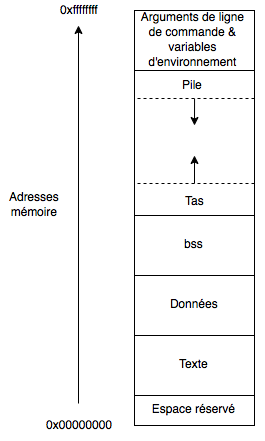 0xffffffff
Arguments de ligne
de commande &
variables
d'environnement
Pile
Adresses
mémoire
Tas
bss
Données
Texte
Espace réservé
0x00000000